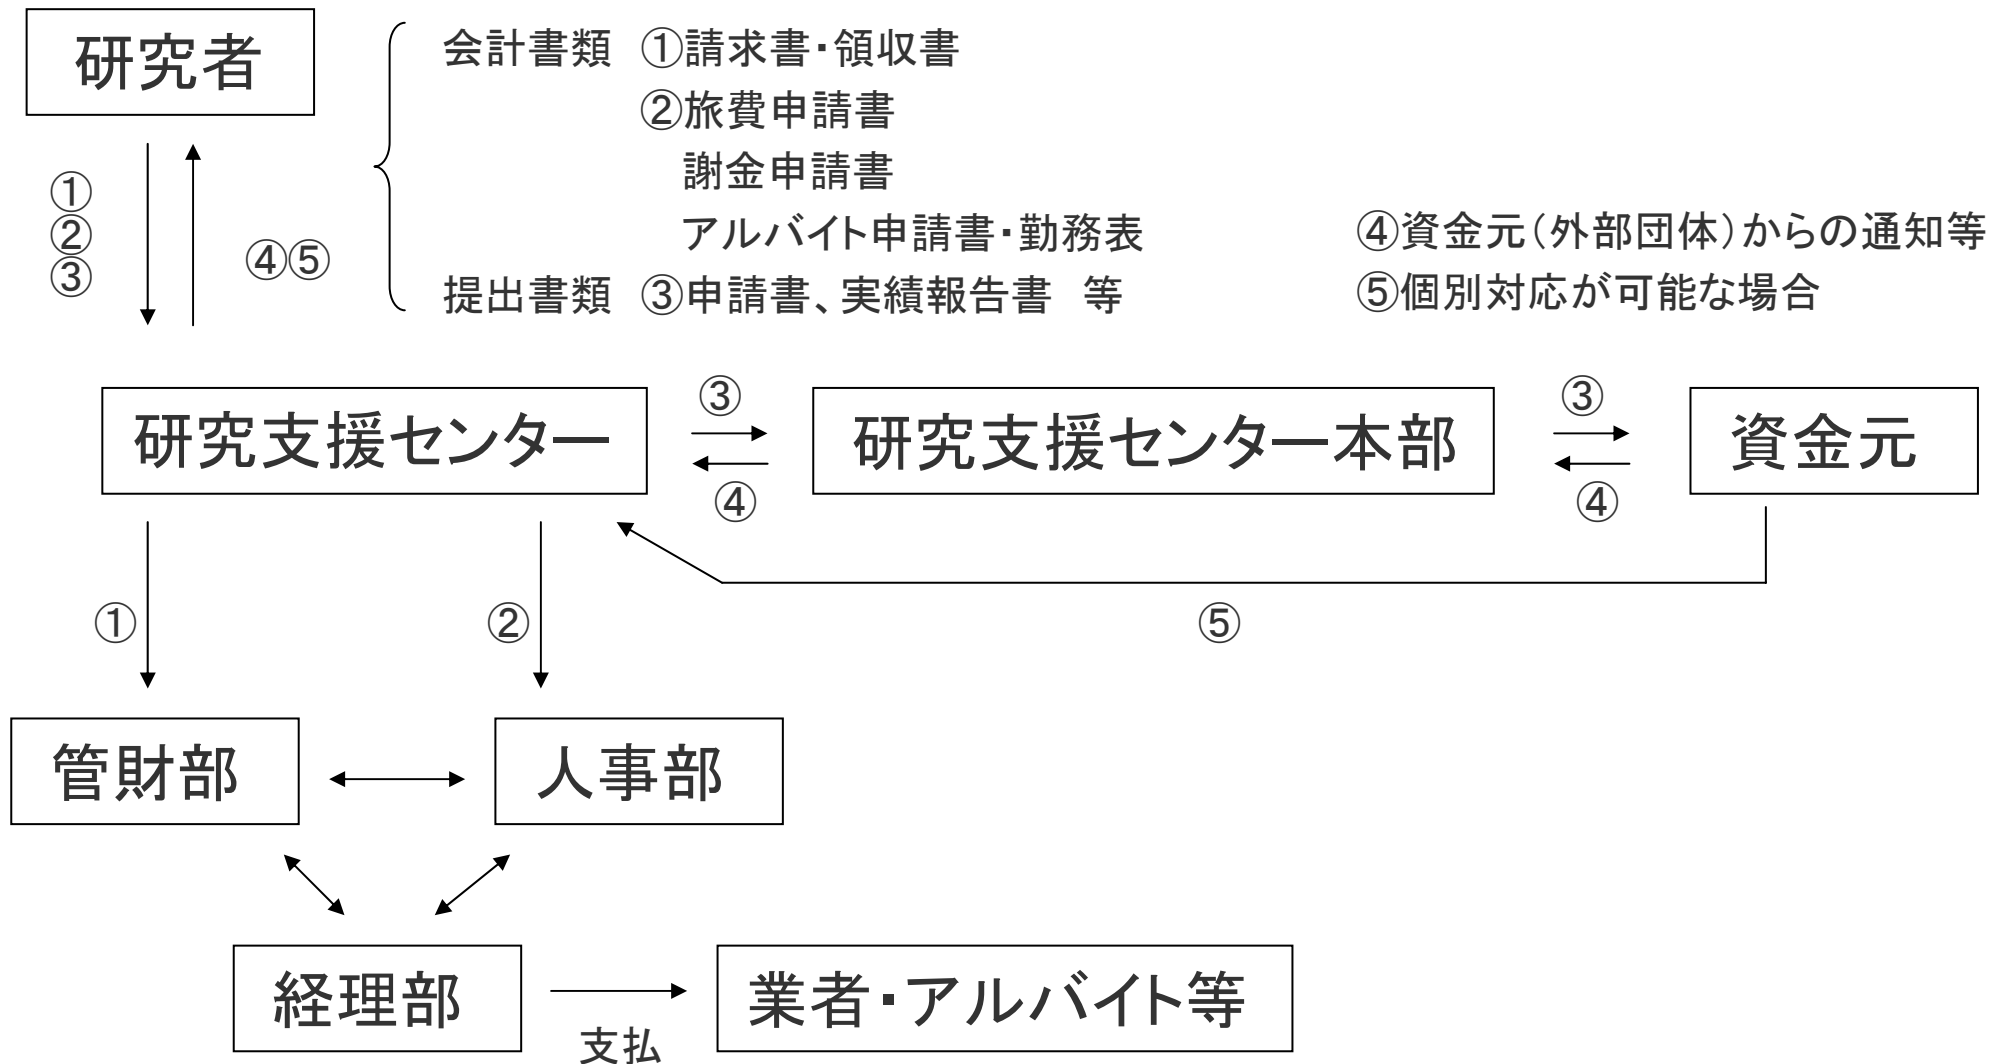 研究者
会計書類 ①請求書・領収書
②旅費申請書
謝金申請書
アルバイト申請書・勤務表
提出書類 ③申請書、実績報告書 等
④資金元（外部団体）からの通知等
⑤個別対応が可能な場合
①
②
③
④⑤
研究支援センター
③
④
研究支援センター本部
③
④
資金元
①
②
⑤
管財部
人事部
経理部
支払
業者・アルバイト等